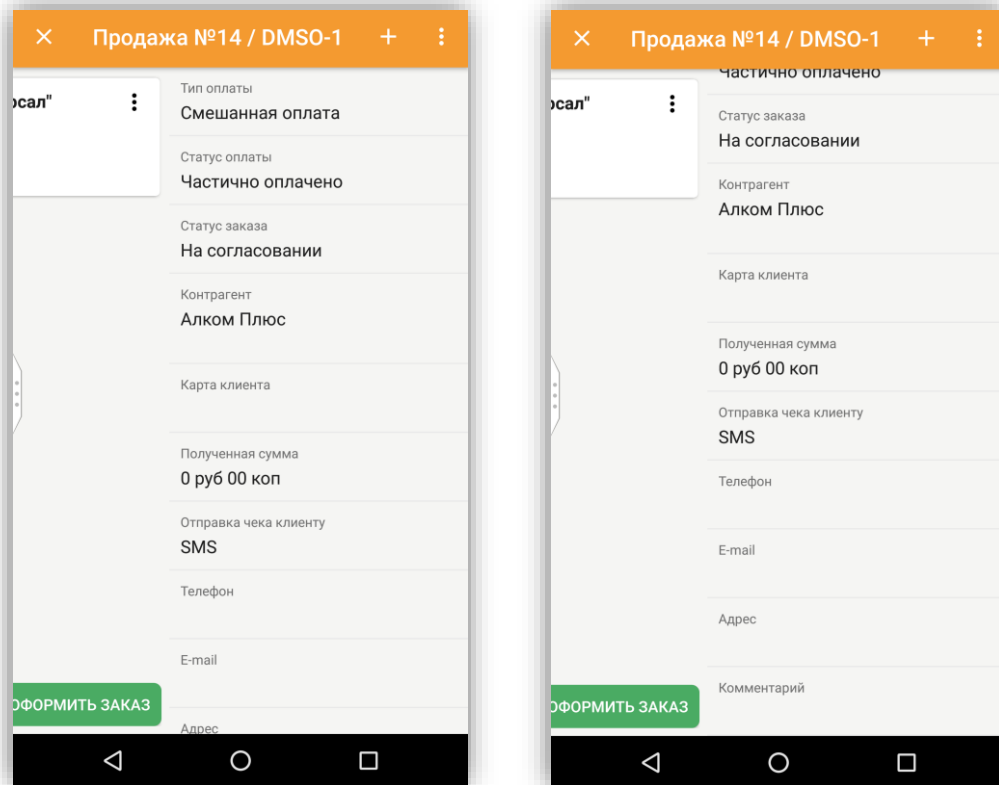 Продажа №14 / DMSO-1
рсал"
Тип оплаты
Смешанная оплата
Статус оплаты
Частично оплачено
Статус заказа
На согласовании
Контрагент
Алком Плюс
Карта клиента
Полученная сумма
0 руб 00 коп
Отправка чека клиенту
SMS
Телефон
E-mail
Адрес
ОФОРМИТЬ ЗАКАЗ
Продажа №14 / DMSO-1
рсал"
Частично оплачено
Статус заказа
На согласовании
Контрагент
Алком Плюс
Карта клиента
Полученная сумма
0 руб 00 коп
Отправка чека клиенту
SMS
Телефон
E-mail
Адрес
Комментарий
ОФОРМИТЬ ЗАКАЗ